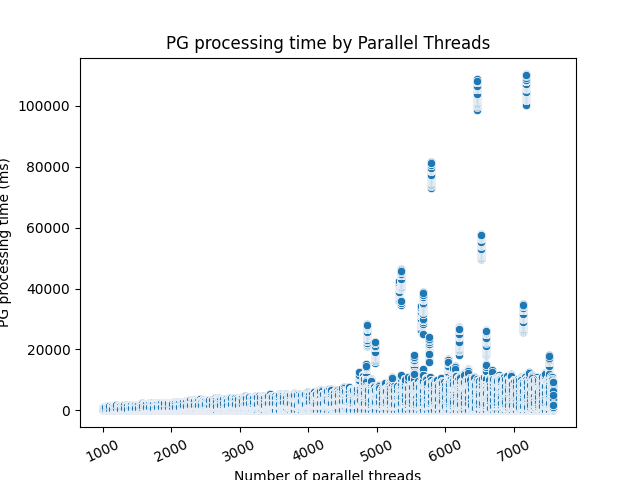 PG processing time by Parallel Threads
PG processing time (ms)
100000
80000
60000
40000
20000
0
1000 2000 3000 4000 5000 6000 7000
Number of parallel threads